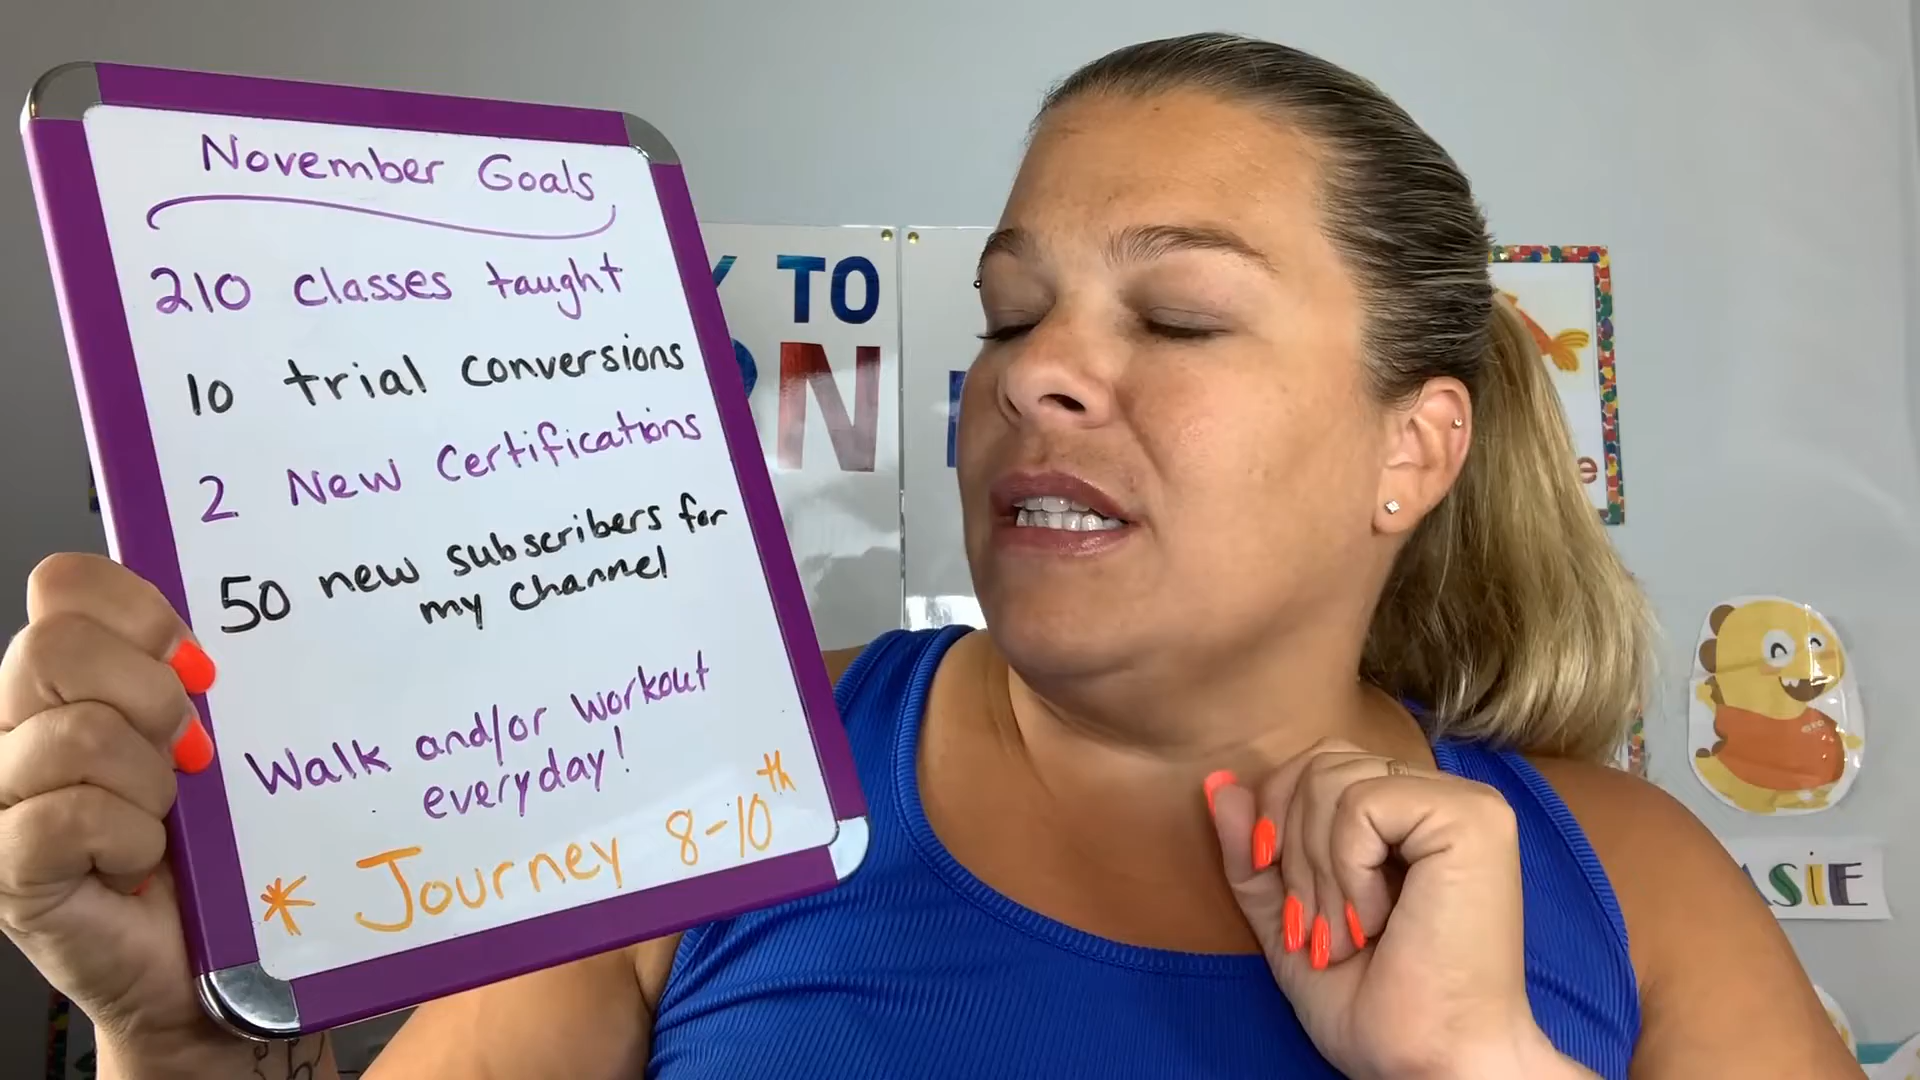 November Goals
210 classes taught
10 trial conversions
2 New Certifications
50 new subscribers for
my channel
Walk and/or workout
everyday!
* Journey 8-10th
TO